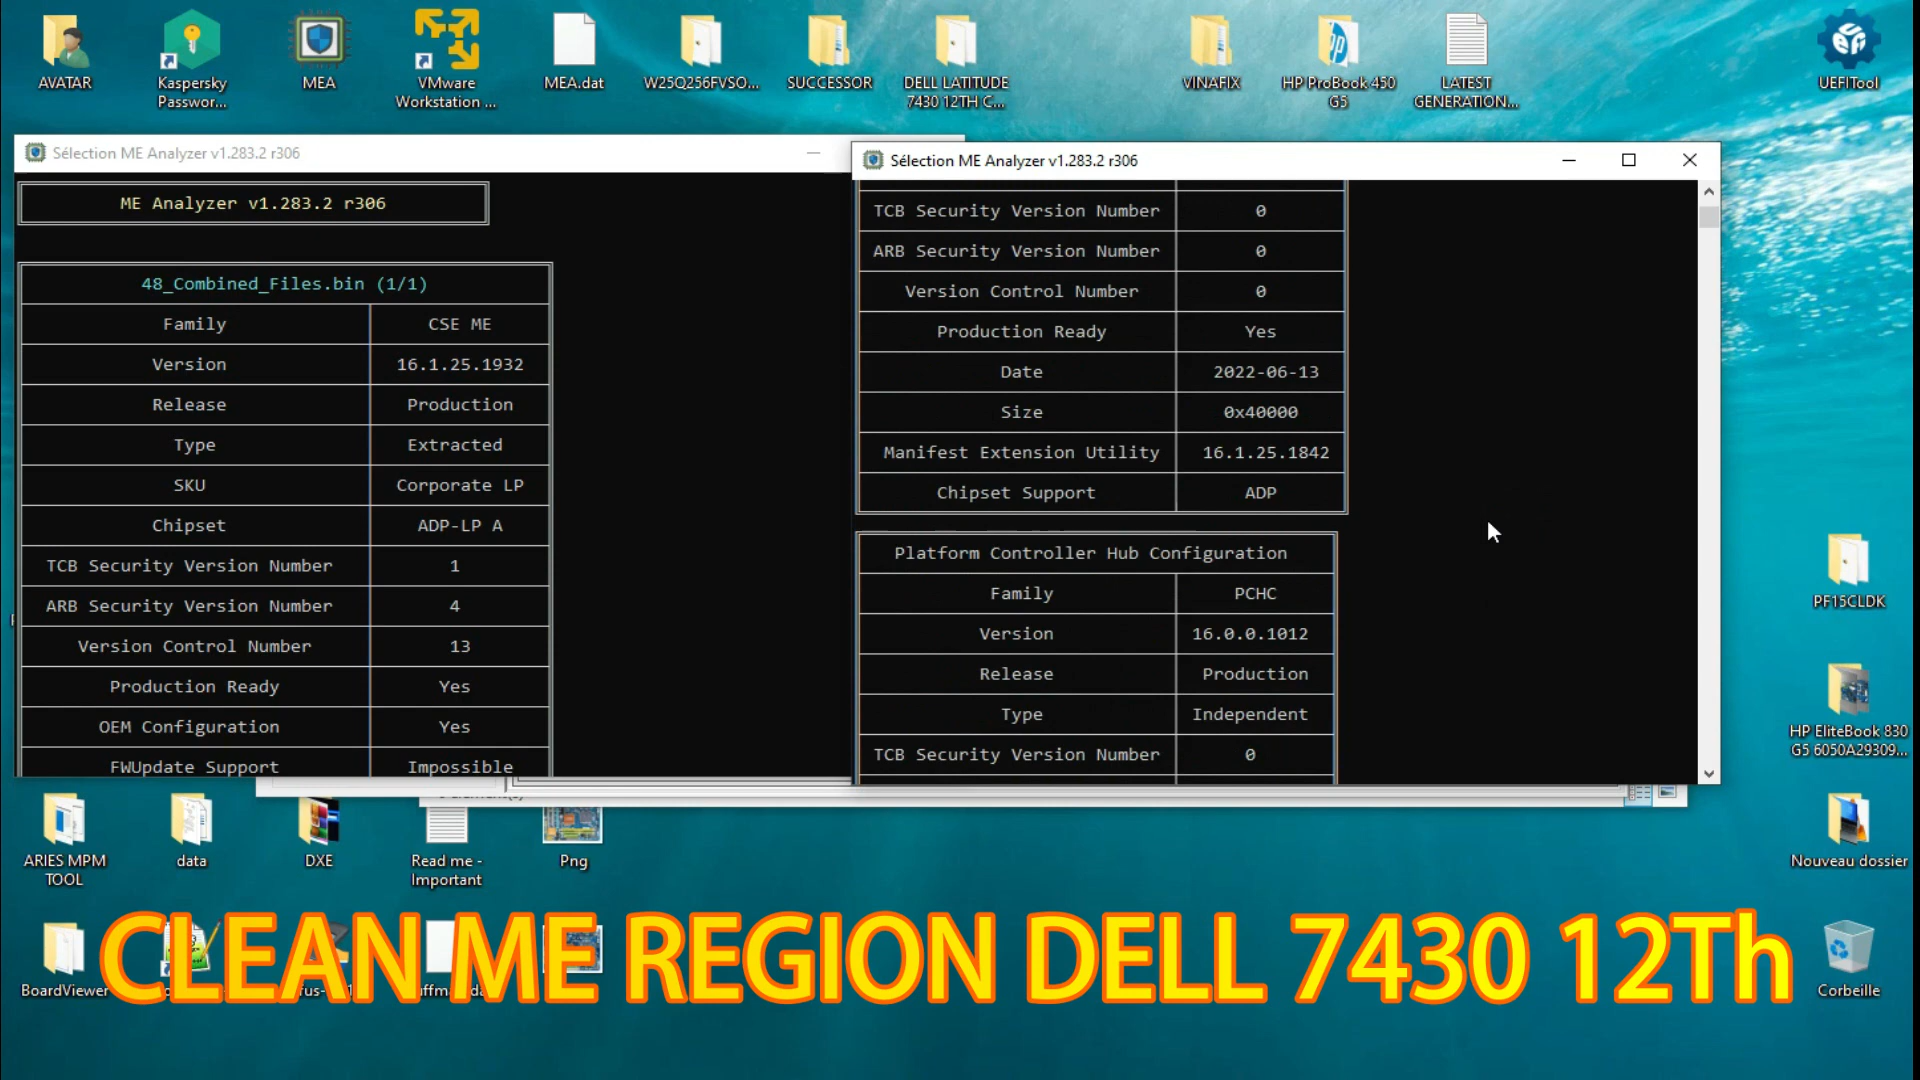 AVATAR
Kaspersky
Passwor...
MEA
VMware
Workstation ...
MEA.dat
W25Q256FVSO...
SUCCESSOR
DELL LATITUDE
7430 12TH C...
VINAFIX
HP ProBook 450
G5
LATEST
GENERATION...
UEFITool
Sélection ME Analyzer v1.283.2 r306
ME Analyzer v1.283.2 r306
48_Combined_Files.bin (1/1)
Family CSE ME
Version 16.1.25.1932
Release Production
Type Extracted
SKU Corporate LP
Chipset ADP-LP A
TCB Security Version Number 1
ARB Security Version Number 4
Version Control Number 13
Production Ready Yes
OEM Configuration Yes
FWUpdate Support Impossible
Sélection ME Analyzer v1.283.2 r306
TCB Security Version Number 0
ARB Security Version Number 0
Version Control Number 0
Production Ready Yes
Date 2022-06-13
Size 0x40000
Manifest Extension Utility 16.1.25.1842
Chipset Support ADP
Platform Controller Hub Configuration
Family PCHC
Version 16.0.0.1012
Release Production
Type Independent
TCB Security Version Number 0
PF15CLDK
HP EliteBook 830
G5 6050A29309...
Nouveau dossier
ARIES MPM
TOOL
data
DXE
Read me -
Important
Png
CLEAN ME REGION DELL 7430 12Th
BoardViewer
Corbeille